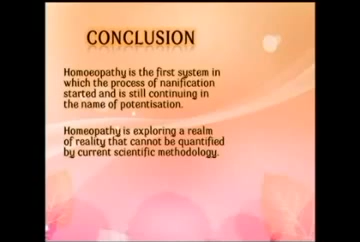 CONCLUSION
Homoeopathy is the first system in
which the process of nanification
started and is still continuing in
the name of potentisation.
Homeopathy is exploring a realm
of reality that cannot be quantified
by current scientific methodology.